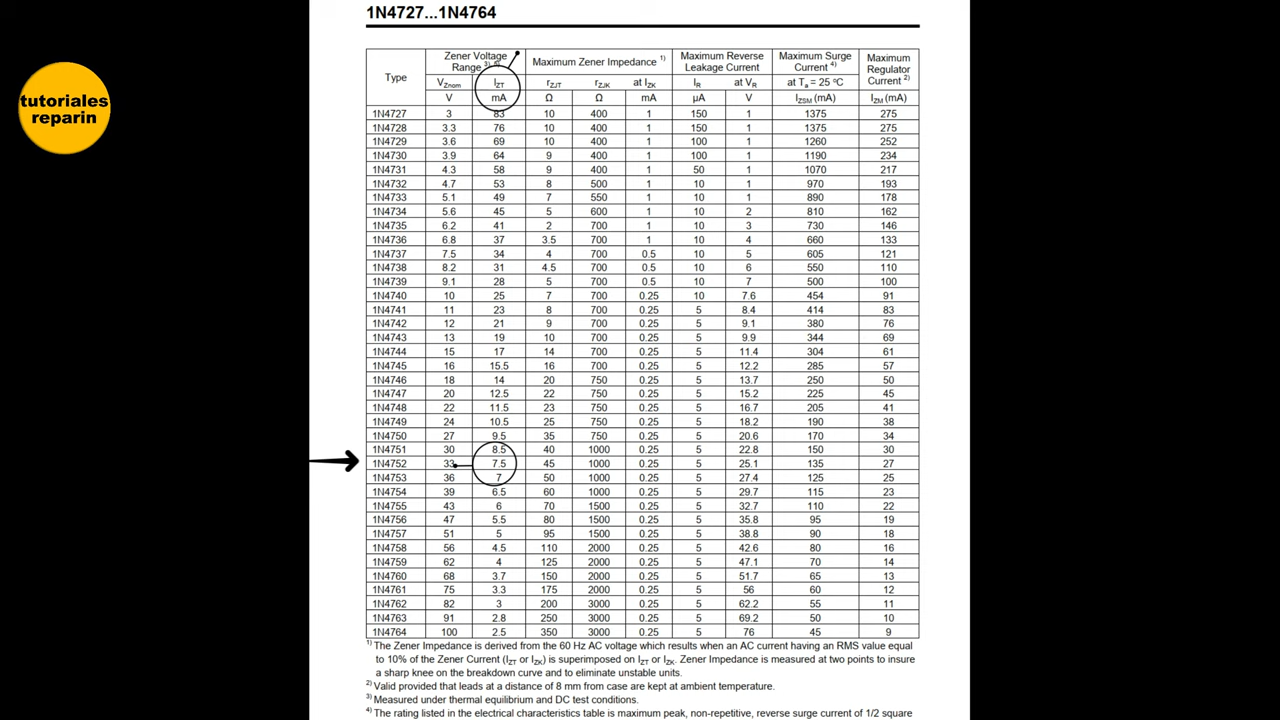 1N4727...1N4764
tutoriales
reparin
Type
Zener Voltage
Range 3) 5)
Maximum Zener Impedance 1)
Maximum Reverse
Leakage Current
Maximum Surge
Current 4)
Maximum
Regulator
Current 2)
VZnom IZT rZJT rZJK at IZK IR at VR at Ta = 25 °C
V mA Ω Ω mA µA V IZSM (mA) IZM (mA)
1N4727 3 83 10 400 1 150 1 1375 275
1N4728 3.3 76 10 400 1 150 1 1375 275
1N4729 3.6 69 10 400 1 100 1 1260 252
1N4730 3.9 64 9 400 1 100 1 1190 234
1N4731 4.3 58 9 400 1 50 1 1070 217
1N4732 4.7 53 8 500 1 10 1 970 193
1N4733 5.1 49 7 550 1 10 1 890 178
1N4734 5.6 45 5 600 1 10 2 810 162
1N4735 6.2 41 2 700 1 10 3 730 146
1N4736 6.8 37 3.5 700 1 10 4 660 133
1N4737 7.5 34 4 700 0.5 10 5 605 121
1N4738 8.2 31 4.5 700 0.5 10 6 550 110
1N4739 9.1 28 5 700 0.5 10 7 500 100
1N4740 10 25 7 700 0.25 10 7.6 454 91
1N4741 11 23 8 700 0.25 5 8.4 414 83
1N4742 12 21 9 700 0.25 5 9.1 380 76
1N4743 13 19 10 700 0.25 5 9.9 344 69
1N4744 15 17 14 700 0.25 5 11.4 304 61
1N4745 16 15.5 16 700 0.25 5 12.2 285 57
1N4746 18 14 20 750 0.25 5 13.7 250 50
1N4747 20 12.5 22 750 0.25 5 15.2 225 45
1N4748 22 11.5 23 750 0.25 5 16.7 205 41
1N4749 24 10.5 25 750 0.25 5 18.2 190 38
1N4750 27 9.5 35 750 0.25 5 20.6 170 34
1N4751 30 8.5 40 1000 0.25 5 22.8 150 30
1N4752 33 7.5 45 1000 0.25 5 25.1 135 27
1N4753 36 7 50 1000 0.25 5 27.4 125 25
1N4754 39 6.5 60 1000 0.25 5 29.7 115 23
1N4755 43 6 70 1500 0.25 5 32.7 110 22
1N4756 47 5.5 80 1500 0.25 5 35.8 95 19
1N4757 51 5 95 1500 0.25 5 38.8 90 18
1N4758 56 4.5 110 2000 0.25 5 42.6 80 16
1N4759 62 4 125 2000 0.25 5 47.1 70 14
1N4760 68 3.7 150 2000 0.25 5 51.7 65 13
1N4761 75 3.3 175 2000 0.25 5 56 60 12
1N4762 82 3 200 3000 0.25 5 62.2 55 11
1N4763 91 2.8 250 3000 0.25 5 69.2 50 10
1N4764 100 2.5 350 3000 0.25 5 76 45 9
1) The Zener Impedance is derived from the 60 Hz AC voltage which results when an AC current having an RMS value equal
to 10% of the Zener Current (IZT or IZK) is superimposed on IZT or IZK. Zener Impedance is measured at two points to insure
a sharp knee on the breakdown curve and to eliminate unstable units.
2) Valid provided that leads at a distance of 8 mm from case are kept at ambient temperature.
3) Measured under thermal equilibrium and DC test conditions.
4) The rating listed in the electrical characteristics table is maximum peak, non-repetitive, reverse surge current of 1/2 square